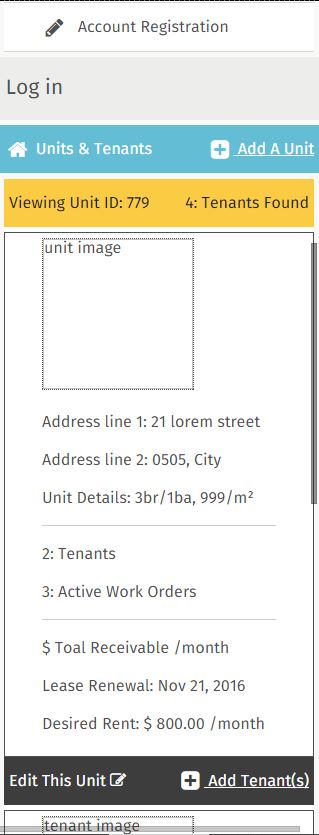 Account Registration
Log in
Units & Tenants Add A Unit
Viewing Unit ID: 779 4: Tenants Found
unit image
Address line 1: 21 lorem street
Address line 2: 0505, City
Unit Details: 3br/1ba, 999/m²
2: Tenants
3: Active Work Orders
$ Toal Receivable /month
Lease Renewal: Nov 21, 2016
Desired Rent: $ 800.00 /month
Edit This Unit Add Tenant(s)
tenant image